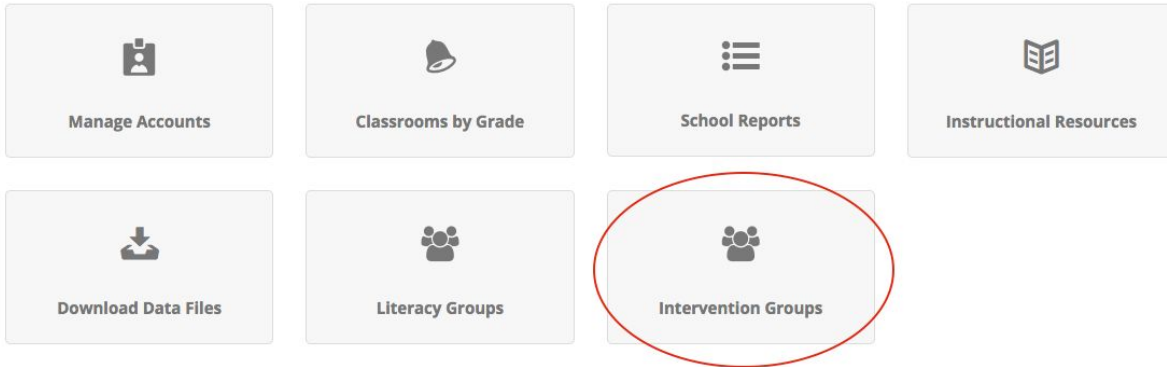 Manage Accounts
Classrooms by Grade
School Reports
Instructional Resources
Download Data Files
Literacy Groups
Intervention Groups